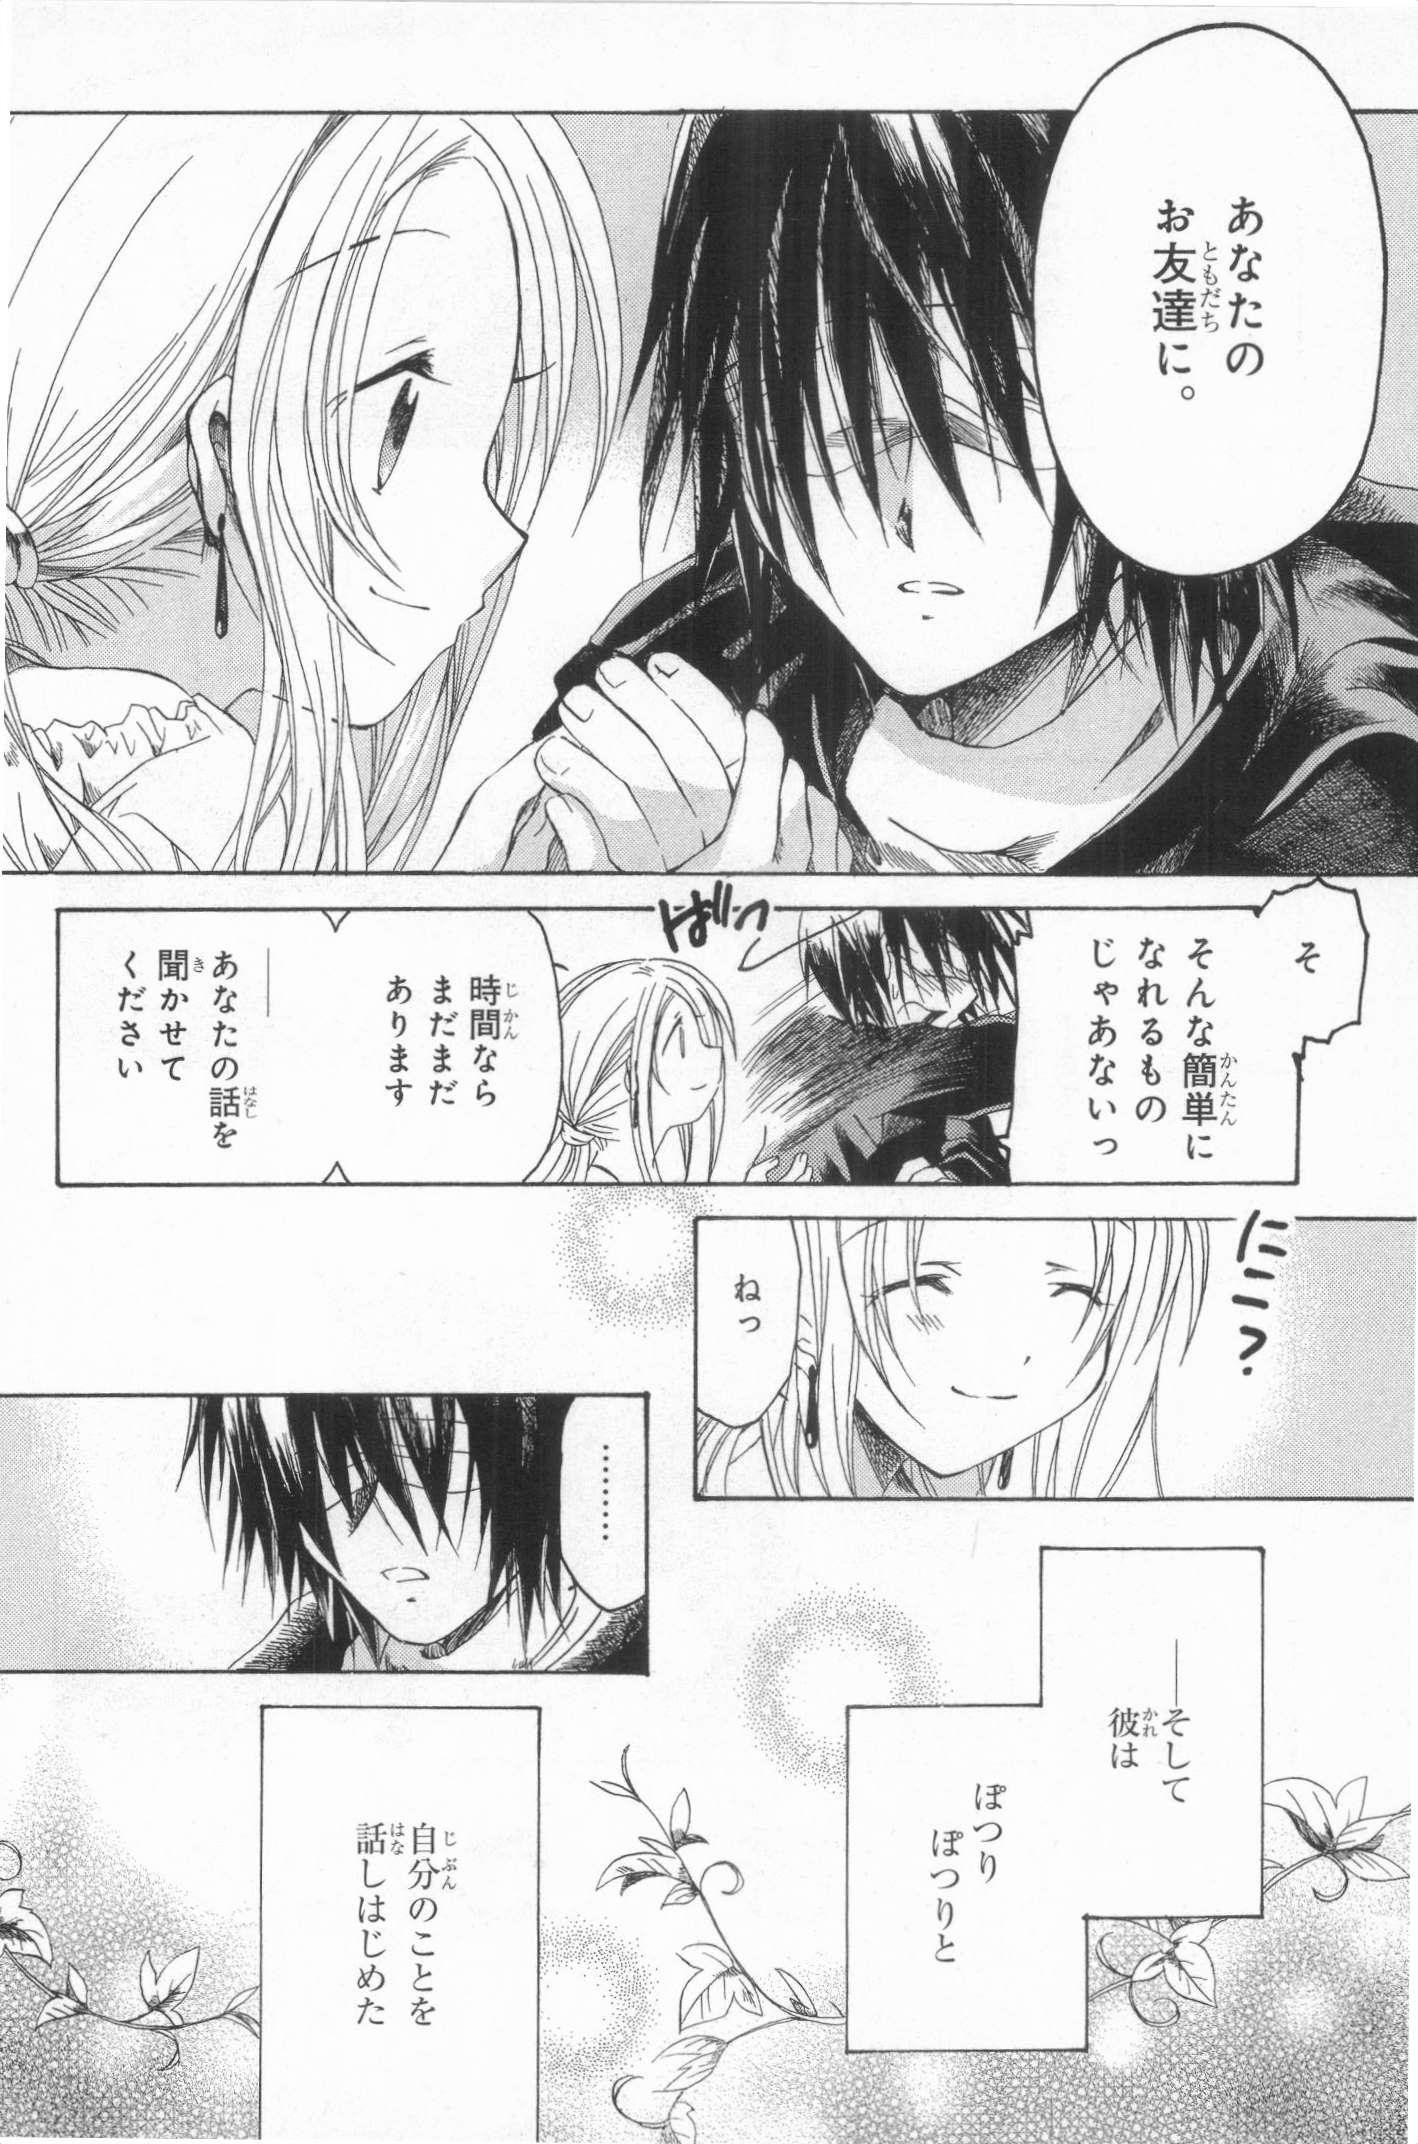 あなたの
お友達に。
そ
そんな簡単に
なれるもの
じゃあないっ
ばっ
時間なら
まだまだ
あります
――
あなたの話を
聞かせて
ください
にこ?
ねっ
………
――そして
彼は
ぽつり
ぽつりと
自分のことを
話しはじめた